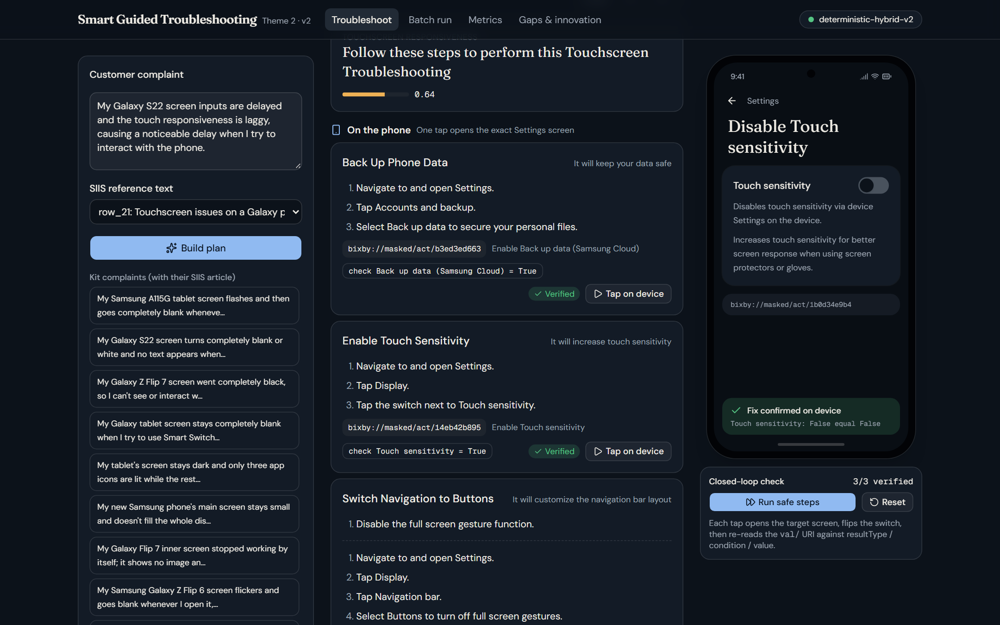 Smart Guided Troubleshooting
Theme 2 · v2
Troubleshoot
Batch run
Metrics
Gaps & innovation
deterministic-hybrid-v2
Customer complaint
My Galaxy S22 screen inputs are delayed
and the touch responsiveness is laggy,
causing a noticeable delay when I try to
interact with the phone.
SIIS reference text
row_21: Touchscreen issues on a Galaxy p
Build plan
Kit complaints (with their SIIS article)
My Samsung A115G tablet screen flashes and then
goes completely blank wheneve...
My Galaxy S22 screen turns completely blank or
white and no text appears when...
My Galaxy Z Flip 7 screen went completely black,
so I can't see or interact w...
My Galaxy tablet screen stays completely blank
when I try to use Smart Switch...
My tablet's screen stays dark and only three app
icons are lit while the rest...
My new Samsung phone's main screen stays small
and doesn't fill the whole dis...
My Galaxy Flip 7 inner screen stopped working by
itself; it shows no image an...
My Samsung Galaxy Z Flip 6 screen flickers and
goes blank whenever I open it,...
TOUCHSCREEN RESPONSIVENESS
Follow these steps to perform this Touchscreen
Troubleshooting
0.64
On the phone
One tap opens the exact Settings screen
Back Up Phone Data
It will keep your data safe
1. Navigate to and open Settings.
2. Tap Accounts and backup.
3. Select Back up data to secure your personal files.
bixby://masked/act/b3ed3ed663
Enable Back up data (Samsung Cloud)
check Back up data (Samsung Cloud) = True
Verified
Tap on device
Enable Touch Sensitivity
It will increase touch sensitivity
1. Navigate to and open Settings.
2. Tap Display.
3. Tap the switch next to Touch sensitivity.
bixby://masked/act/14eb42b895
Enable Touch sensitivity
check Touch sensitivity = True
Verified
Tap on device
Switch Navigation to Buttons
It will customize the navigation bar layout
1. Disable the full screen gesture function.
1. Navigate to and open Settings.
2. Tap Display.
3. Tap Navigation bar.
4. Select Buttons to turn off full screen gestures.
9:41
Settings
Disable Touch
sensitivity
Touch sensitivity
Disables touch sensitivity via device
Settings on the device.
Increases touch sensitivity for better
screen response when using screen
protectors or gloves.
bixby://masked/act/1b0d34e9b4
Fix confirmed on device
Touch sensitivity: False equal False
Closed-loop check
3/3 verified
Run safe steps
Reset
Each tap opens the target screen, flips the switch,
then re-reads the val/ URI against resultType /
condition / value.